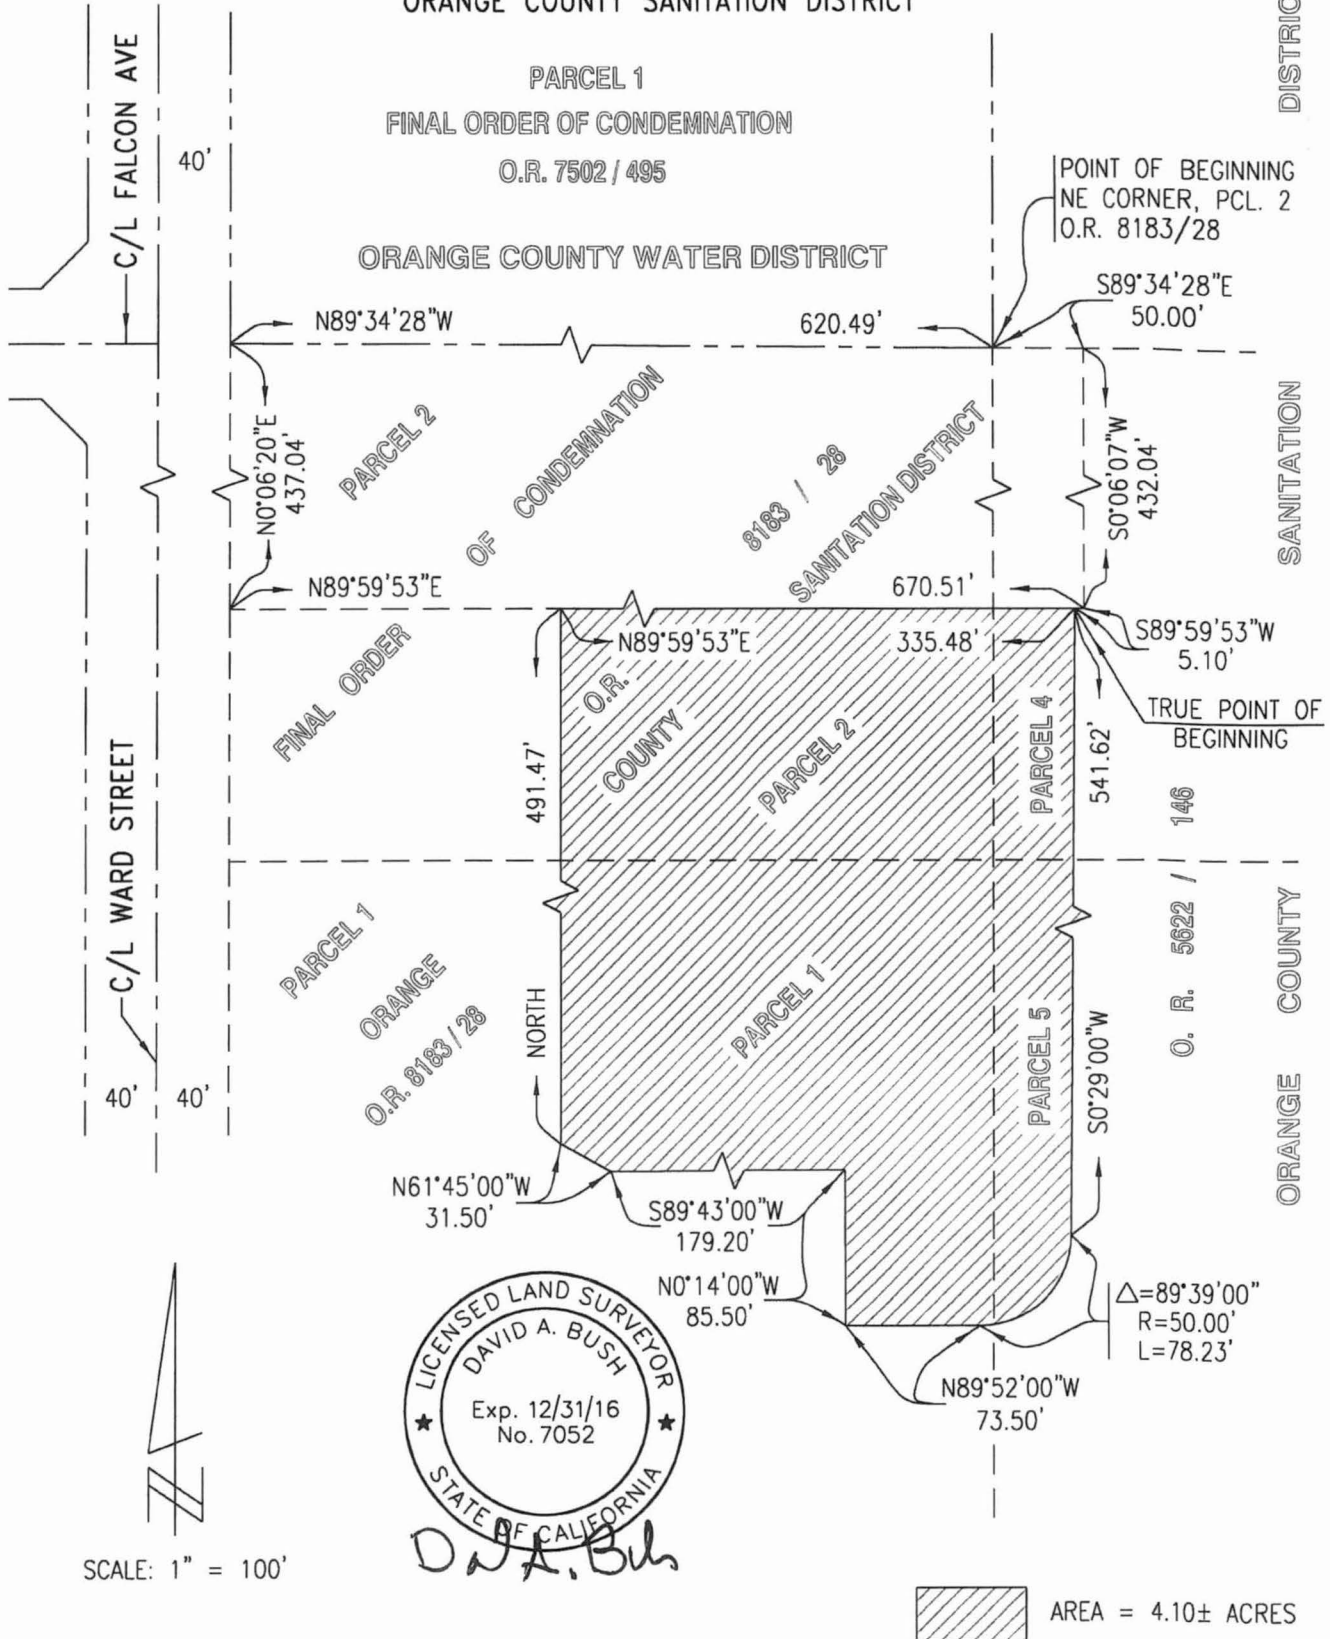 ORANGE COUNTY SANITATION DISTRICT
PARCEL 1
FINAL ORDER OF CONDEMNATION
O.R. 7502 / 495
ORANGE COUNTY WATER DISTRICT
C/L FALCON AVE
40'
POINT OF BEGINNING
NE CORNER, PCL. 2
O.R. 8183/28
S89°34'28"E
50.00'
N89°34'28"W
620.49'
N0°06'20"E
437.04'
PARCEL 2
OF CONDEMNATION
8183 / 28
SANITATION DISTRICT
S0°06'07"W
432.04'
N89°59'53"E
670.51'
S89°59'53"W
5.10'
N89°59'53"E
335.48'
TRUE POINT OF
BEGINNING
FINAL ORDER
O.R.
COUNTY
PARCEL 2
PARCEL 4
491.47'
541.62'
C/L WARD STREET
PARCEL 1
ORANGE
O.R. 8183 / 28
NORTH
PARCEL 1
PARCEL 5
S0°29'00"W
O. R. 5622 / 146
ORANGE COUNTY SANITATION
40'
40'
N61°45'00"W
31.50'
S89°43'00"W
179.20'
N0°14'00"W
85.50'
△=89°39'00"
R=50.00'
L=78.23'
N89°52'00"W
73.50'
LICENSED LAND SURVEYOR
DAVID A. BUSH
Exp. 12/31/16
No. 7052
STATE OF CALIFORNIA
N
SCALE: 1" = 100'
AREA = 4.10± ACRES